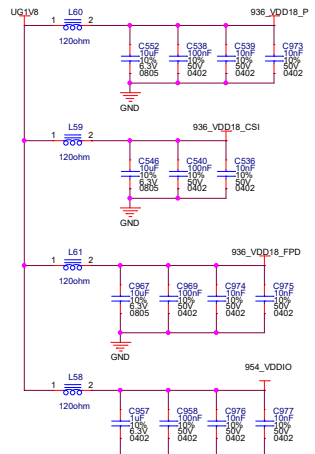 UG1V8
L60
936_VDD18_P
1 2
120ohm
C552
10uF
10%
6.3V
0805
C538
100nF
10%
50V
0402
C539
10nF
10%
50V
0402
C973
10nF
10%
50V
0402
GND
L59
936_VDD18_CSI
1 2
120ohm
C546
10uF
10%
6.3V
0805
C540
100nF
10%
50V
0402
C536
10nF
10%
50V
0402
GND
L61
936_VDD18_FPD
1 2
120ohm
C967
10uF
10%
6.3V
0805
C969
100nF
10%
50V
0402
C974
10nF
10%
50V
0402
C975
10nF
10%
50V
0402
GND
L58
954_VDDIO
1 2
120ohm
C957
1uF
10%
6.3V
0402
C958
100nF
10%
50V
0402
C976
10nF
10%
50V
0402
C977
10nF
10%
50V
0402